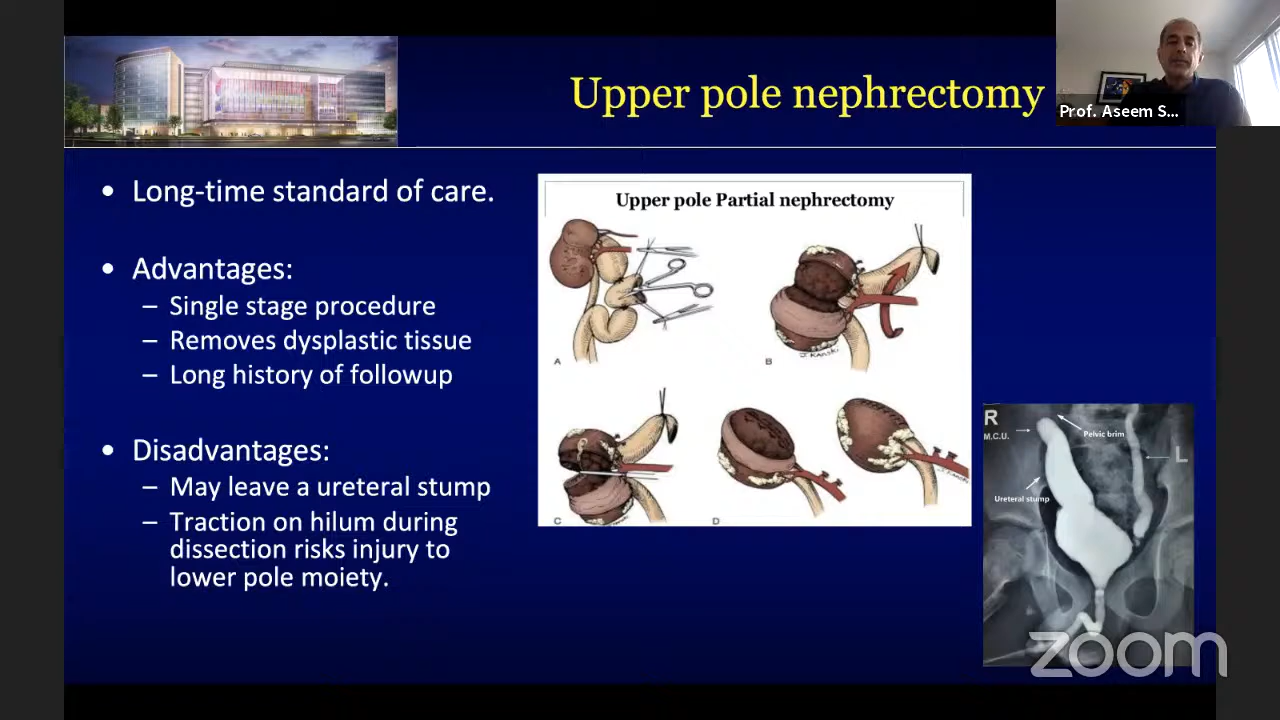 Upper pole nephrectomy
Prof. Aseem S...
• Long-time standard of care.
• Advantages:
– Single stage procedure
– Removes dysplastic tissue
– Long history of followup
• Disadvantages:
– May leave a ureteral stump
– Traction on hilum during
dissection risks injury to
lower pole moiety.
Upper pole Partial nephrectomy
A
B
J. KANSKI
C
D
R
M.C.U.
Pelvic brim
L
Ureteral stump
zoom